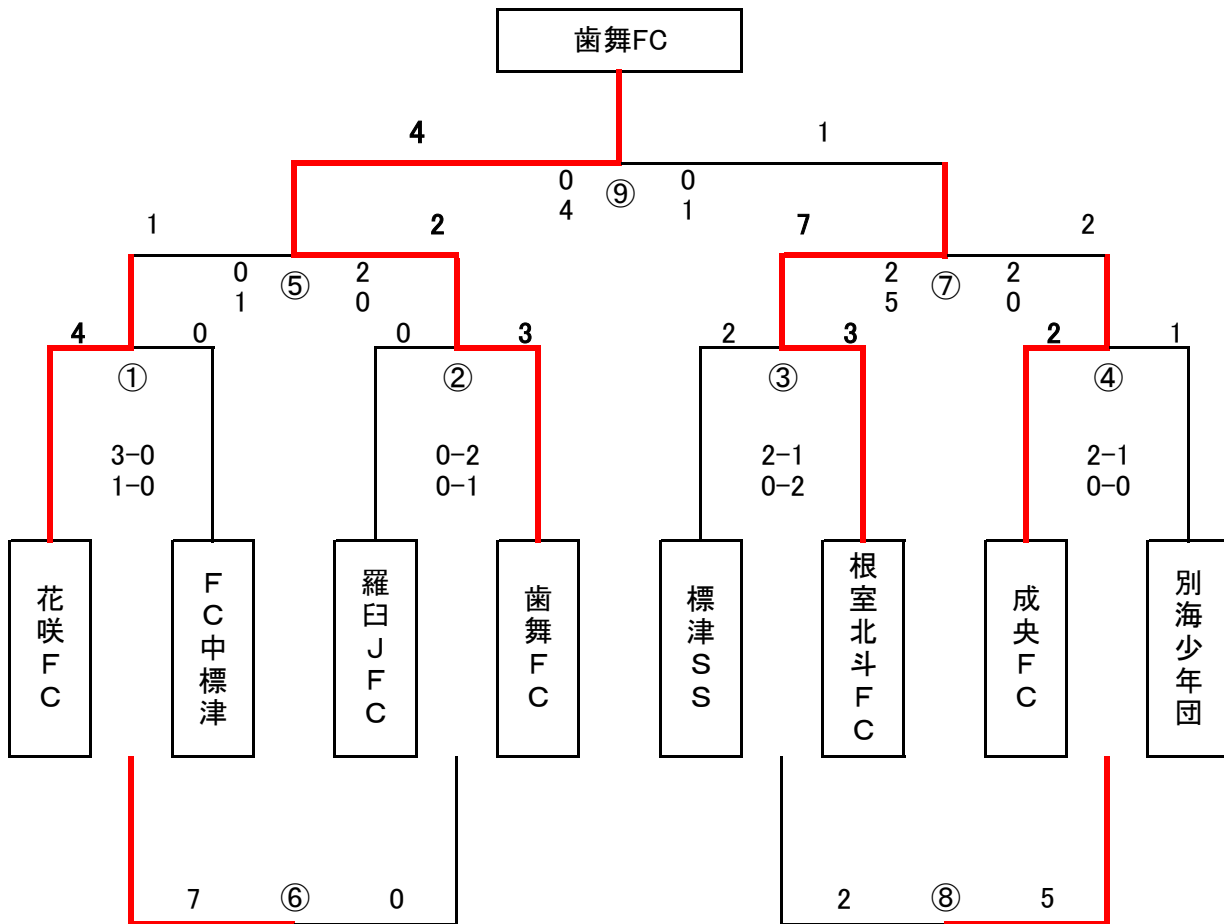 歯舞FC
4 1
0 ⑨ 0
4 1
1 2 7 2
0 ⑤ 2 2 ⑦ 2
1 0 5 0
4 0 0 3 2 3 2 1
① ② ③ ④
3-0 0-2 2-1 2-1
1-0 0-1 0-2 0-0
花咲FC
FC中標津
羅臼JFC
歯舞FC
標津SS
根室北斗FC
成央FC
別海少年団
7 ⑥ 0 2 ⑧ 5